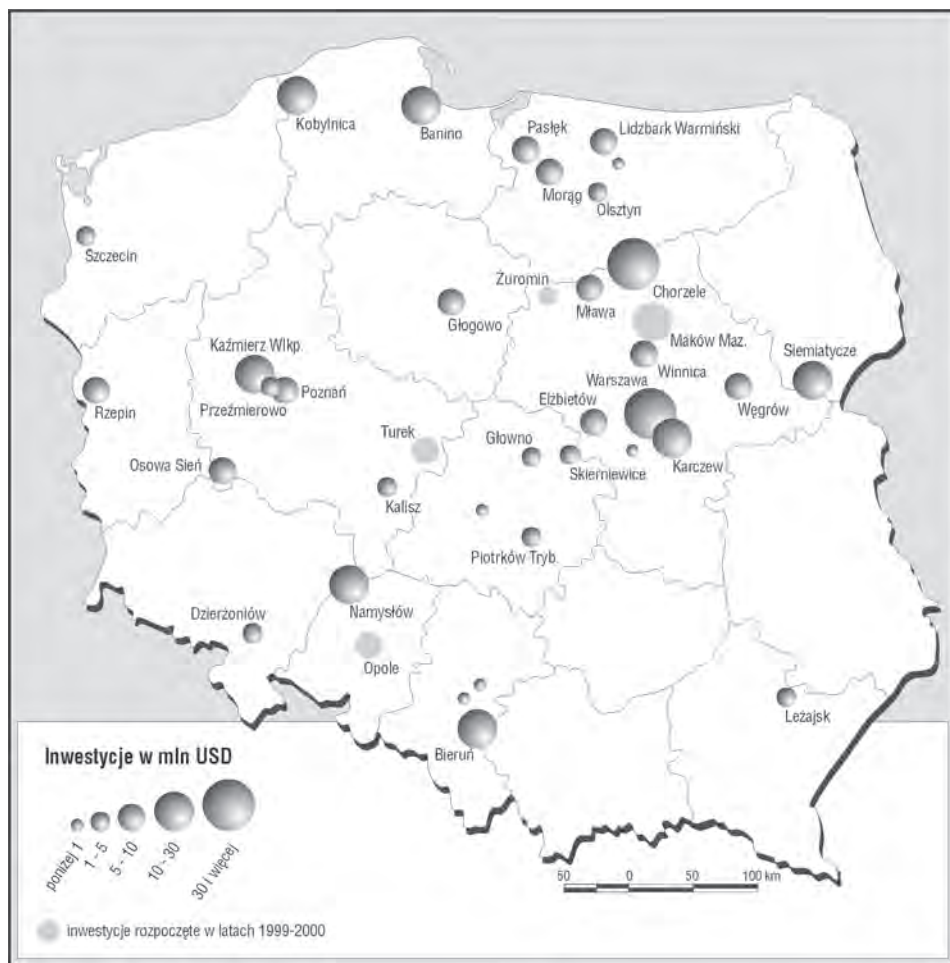 Kobylnica
Banino
Pasłęk
Lidzbark Warmiński
Morąg
Olsztyn
Szczecin
Żuromin
Chorzele
Mława
Głogowo
Maków Maz.
Kaźmierz Wlkp.
Siemiatycze
Winnica
Warszawa
Poznań
Elżbietów
Przeźmierowo
Węgrów
Rzepin
Turek
Głowno
Karczew
Skierniewice
Osowa Sień
Kalisz
Piotrków Tryb.
Namysłów
Dzierżoniów
Opole
Leżajsk
Bieruń
Inwestycje w mln USD
poniżej 1
1 - 5
5 - 10
10 - 30
30 i więcej
50 0 50 100 km
inwestycje rozpoczęte w latach 1999-2000